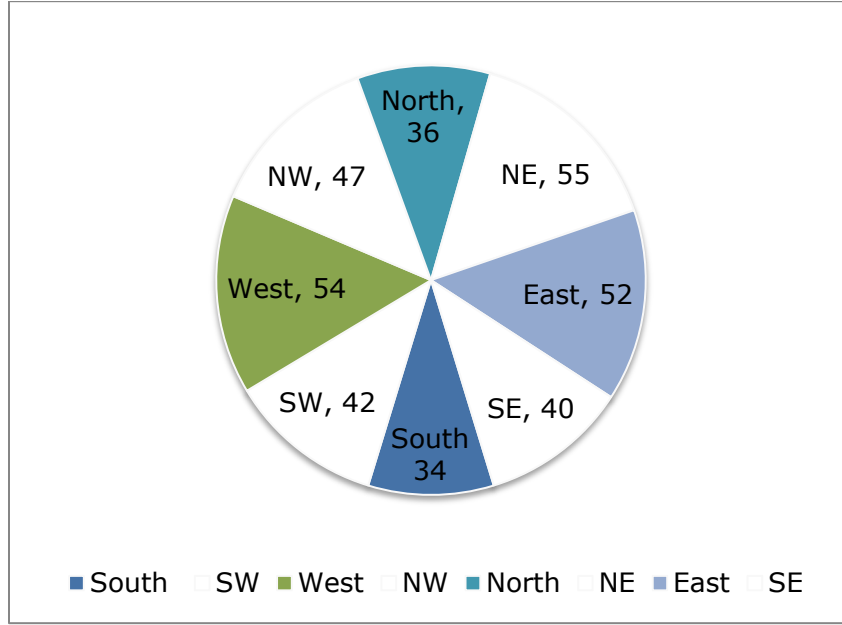 North,
36
NW, 47
NE, 55
West, 54
East, 52
SW, 42
SE, 40
South
34
South SW West NW North NE East SE